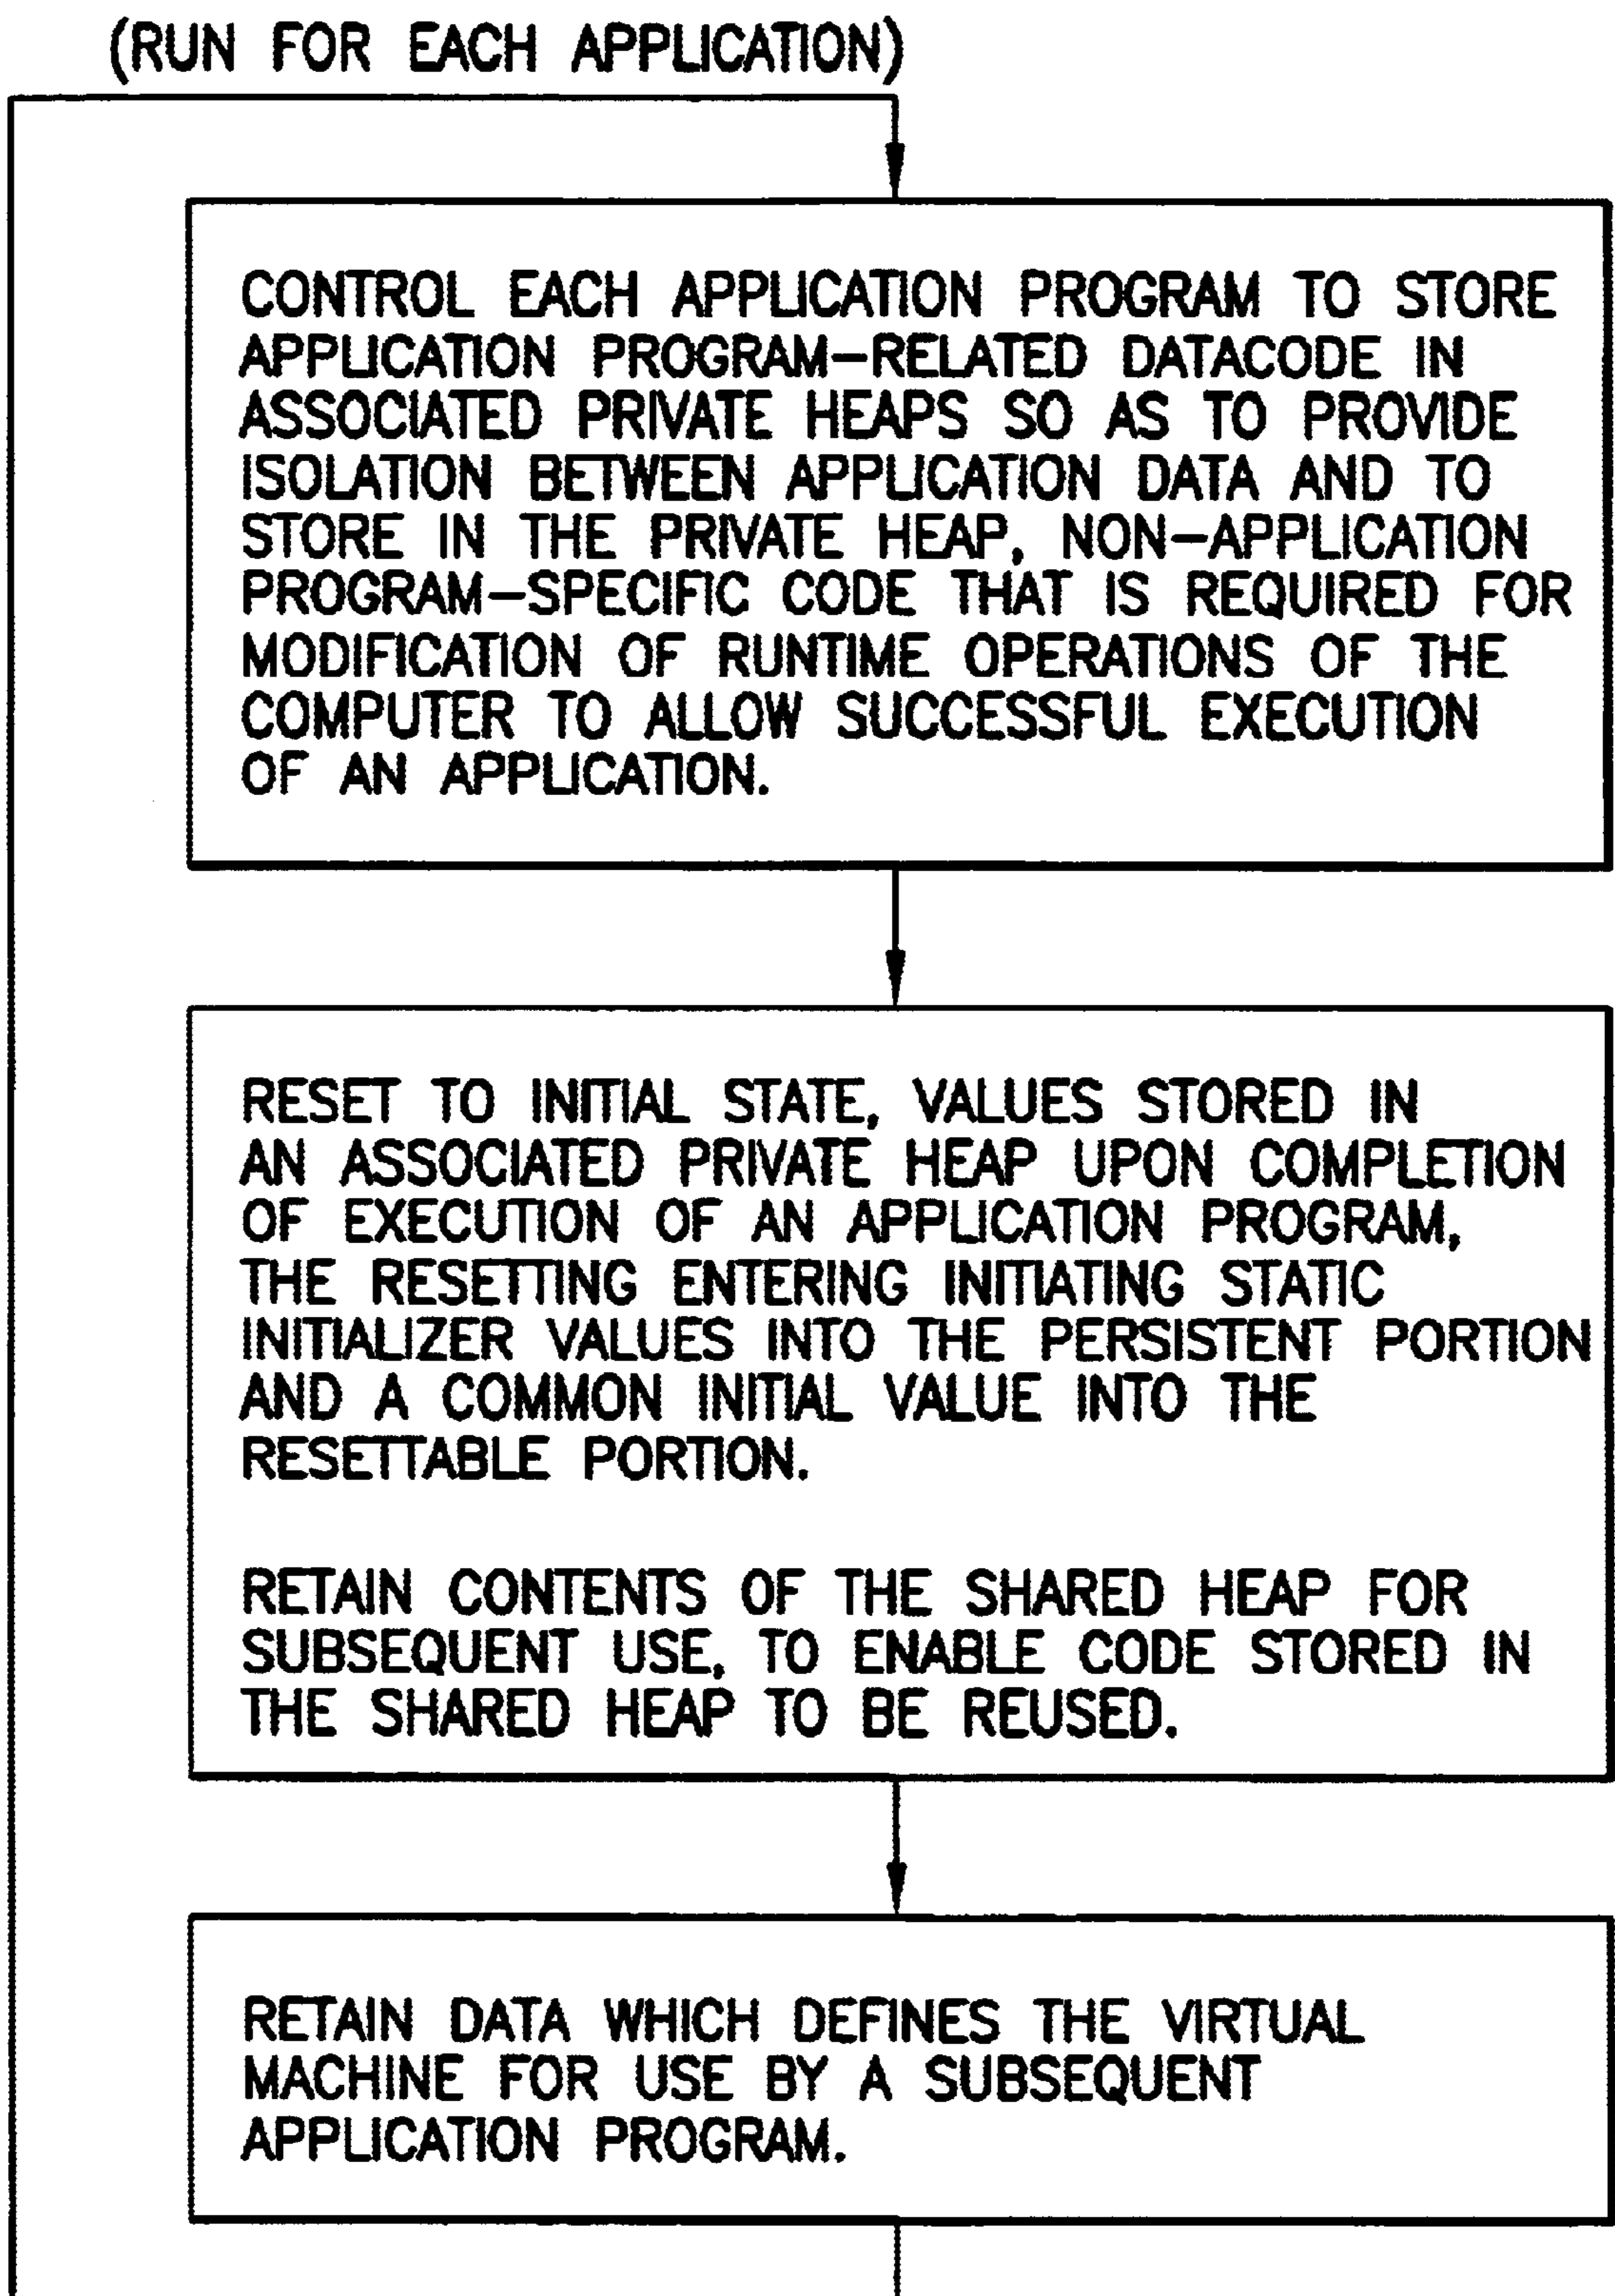 (RUN FOR EACH APPLICATION)
CONTROL EACH APPLICATION PROGRAM TO STORE
APPLICATION PROGRAM-RELATED DATACODE IN
ASSOCIATED PRIVATE HEAPS SO AS TO PROVIDE
ISOLATION BETWEEN APPLICATION DATA AND TO
STORE IN THE PRIVATE HEAP, NON-APPLICATION
PROGRAM-SPECIFIC CODE THAT IS REQUIRED FOR
MODIFICATION OF RUNTIME OPERATIONS OF THE
COMPUTER TO ALLOW SUCCESSFUL EXECUTION
OF AN APPLICATION.
RESET TO INITIAL STATE, VALUES STORED IN
AN ASSOCIATED PRIVATE HEAP UPON COMPLETION
OF EXECUTION OF AN APPLICATION PROGRAM,
THE RESETTING ENTERING INITIATING STATIC
INITIALIZER VALUES INTO THE PERSISTENT PORTION
AND A COMMON INITIAL VALUE INTO THE
RESETTABLE PORTION.
RETAIN CONTENTS OF THE SHARED HEAP FOR
SUBSEQUENT USE, TO ENABLE CODE STORED IN
THE SHARED HEAP TO BE REUSED.
RETAIN DATA WHICH DEFINES THE VIRTUAL
MACHINE FOR USE BY A SUBSEQUENT
APPLICATION PROGRAM.